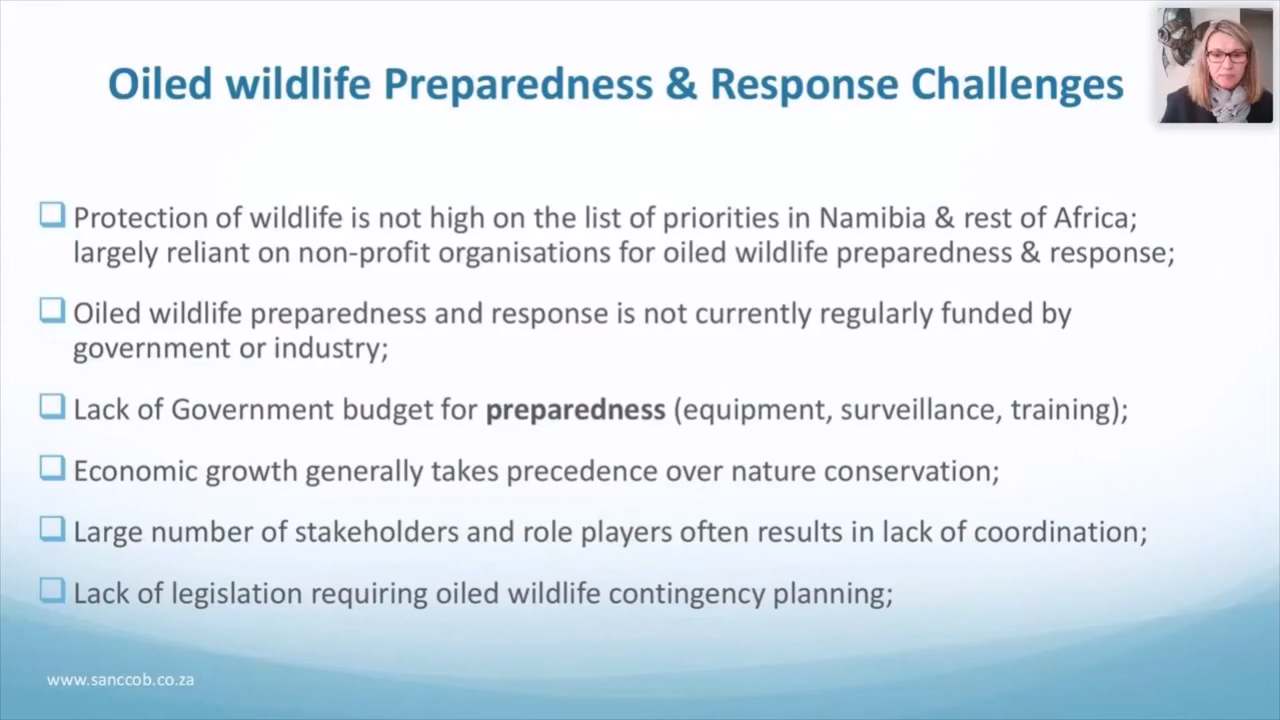 Oiled wildlife Preparedness & Response Challenges
Protection of wildlife is not high on the list of priorities in Namibia & rest of Africa;
largely reliant on non-profit organisations for oiled wildlife preparedness & response;
Oiled wildlife preparedness and response is not currently regularly funded by
government or industry;
Lack of Government budget for preparedness (equipment, surveillance, training);
Economic growth generally takes precedence over nature conservation;
Large number of stakeholders and role players often results in lack of coordination;
Lack of legislation requiring oiled wildlife contingency planning;
www.sanccob.co.za